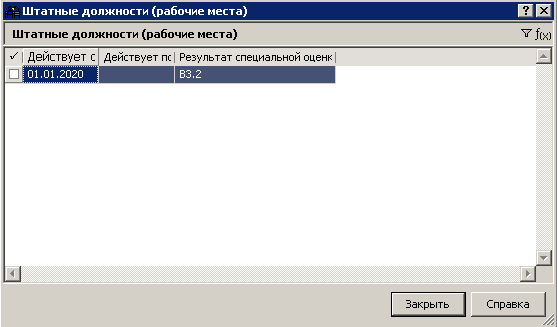 Штатные должности (рабочие места)
Штатные должности (рабочие места) f(x)
✓ Действует с Действует по Результат специальной оценк
01.01.2020 В3.2
Закрыть Справка